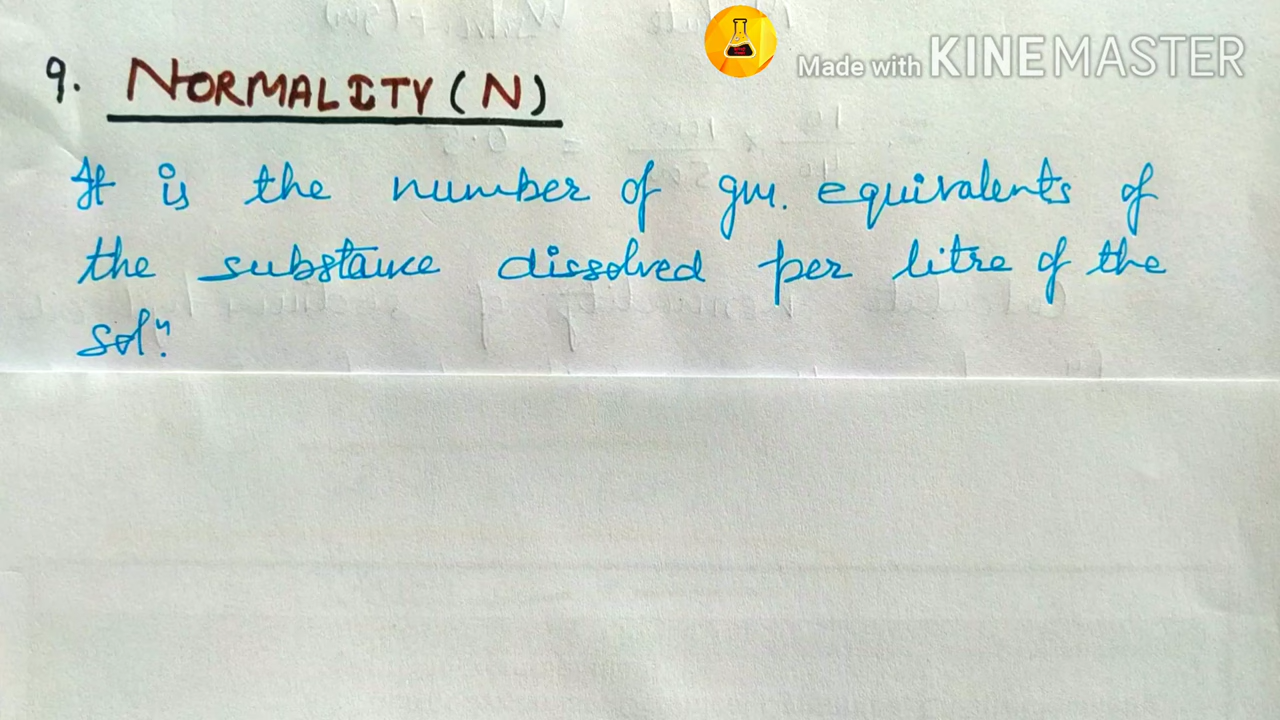 Made with KINEMASTER
9. NORMALITY (N)
It is the number of gm. equivalents of
the substance dissolved per litre of the
solⁿ.